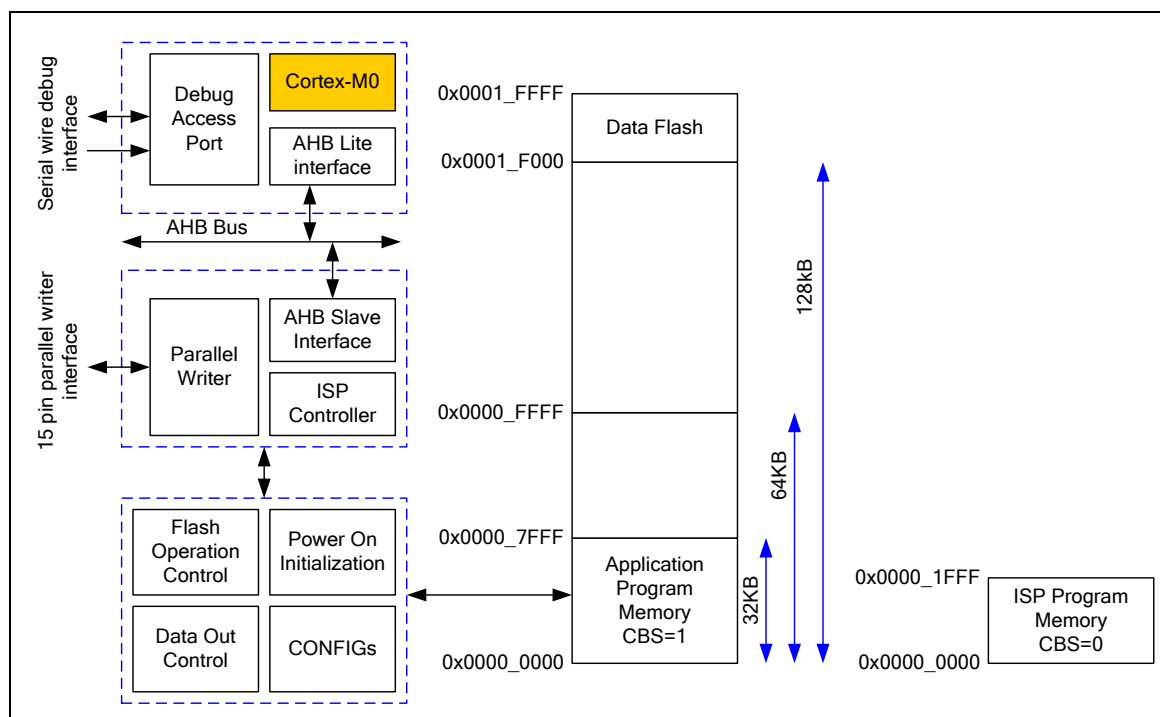 Serial wire debug
interface
Debug
Access
Port
Cortex-M0
AHB Lite
interface
AHB Bus
15 pin parallel writer
interface
Parallel
Writer
AHB Slave
Interface
ISP
Controller
Flash
Operation
Control
Power On
Initialization
Data Out
Control
CONFIGs
0x0001_FFFF
Data Flash
0x0001_F000
0x0000_FFFF
0x0000_7FFF
Application
Program
Memory
CBS=1
0x0000_0000
32KB
64KB
128kB
0x0000_1FFF
ISP Program
Memory
CBS=0
0x0000_0000